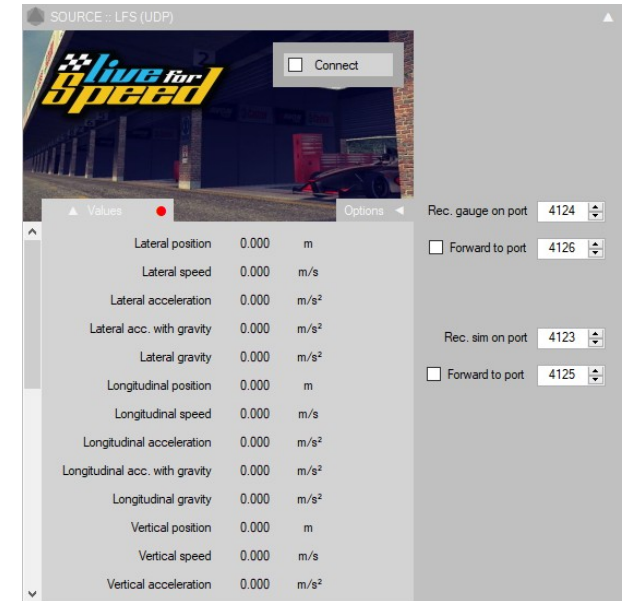 SOURCE :: LFS (UDP)
live for
Speed
Connect
Values
Options
Rec. gauge on port 4124
Forward to port 4126
Rec. sim on port 4123
Forward to port 4125
Lateral position 0.000 m
Lateral speed 0.000 m/s
Lateral acceleration 0.000 m/s²
Lateral acc. with gravity 0.000 m/s²
Lateral gravity 0.000 m/s²
Longitudinal position 0.000 m
Longitudinal speed 0.000 m/s
Longitudinal acceleration 0.000 m/s²
Longitudinal acc. with gravity 0.000 m/s²
Longitudinal gravity 0.000 m/s²
Vertical position 0.000 m
Vertical speed 0.000 m/s
Vertical acceleration 0.000 m/s²